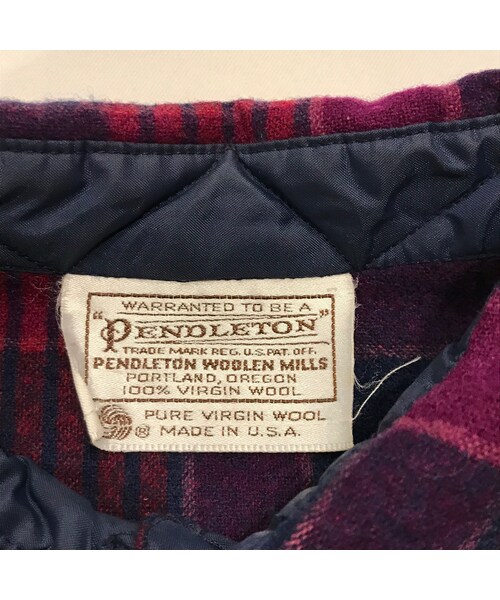 WARRANTED TO BE A
"PENDLETON"
TRADE MARK REG. U.S. PAT. OFF.
PENDLETON WOOLEN MILLS
PORTLAND, OREGON
100% VIRGIN WOOL
PURE VIRGIN WOOL
® MADE IN U.S.A.